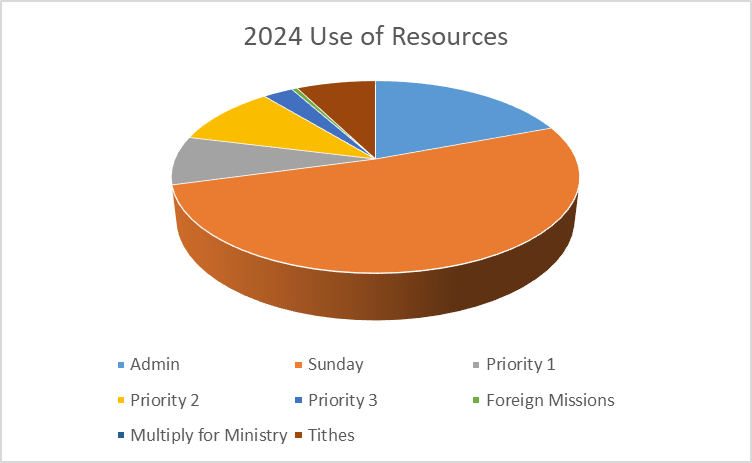 2024 Use of Resources
Admin Sunday Priority 1
Priority 2 Priority 3 Foreign Missions
Multiply for Ministry Tithes